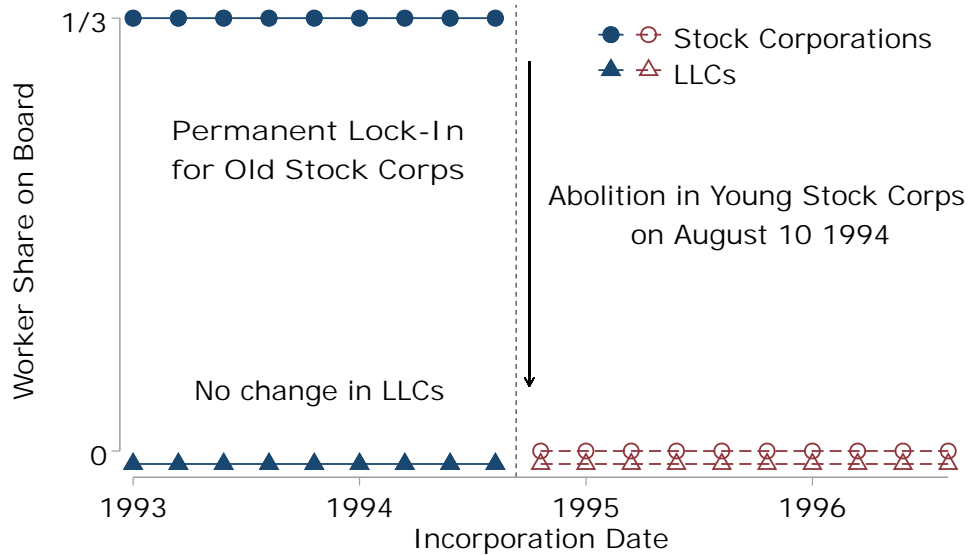 1/3
Stock Corporations
LLCs
Permanent Lock-In
for Old Stock Corps
Abolition in Young Stock Corps
on August 10 1994
Worker Share on Board
No change in LLCs
0
1993 1994 1995 1996
Incorporation Date